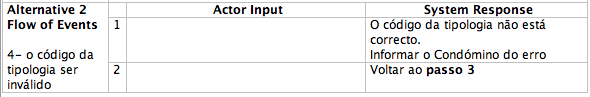 Alternative 2
Flow of Events
4- o código da
tipologia ser
inválido
Actor Input
System Response
1
O código da tipologia não está
correcto.
Informar o Condómino do erro
2
Voltar ao passo 3